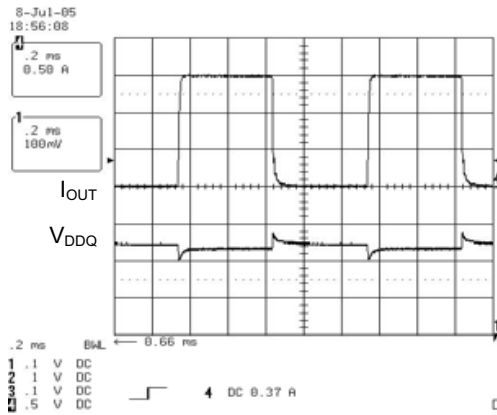 8-Jul-05
18:56:08
4
.2 ms
0.50 A
1
.2 ms
100mV
IOUT
VDDQ
.2 ms BWL
0.66 ms
1 .1 V DC
2 1 V DC
3 .1 V DC
4 .5 V DC
4 DC 0.37 A